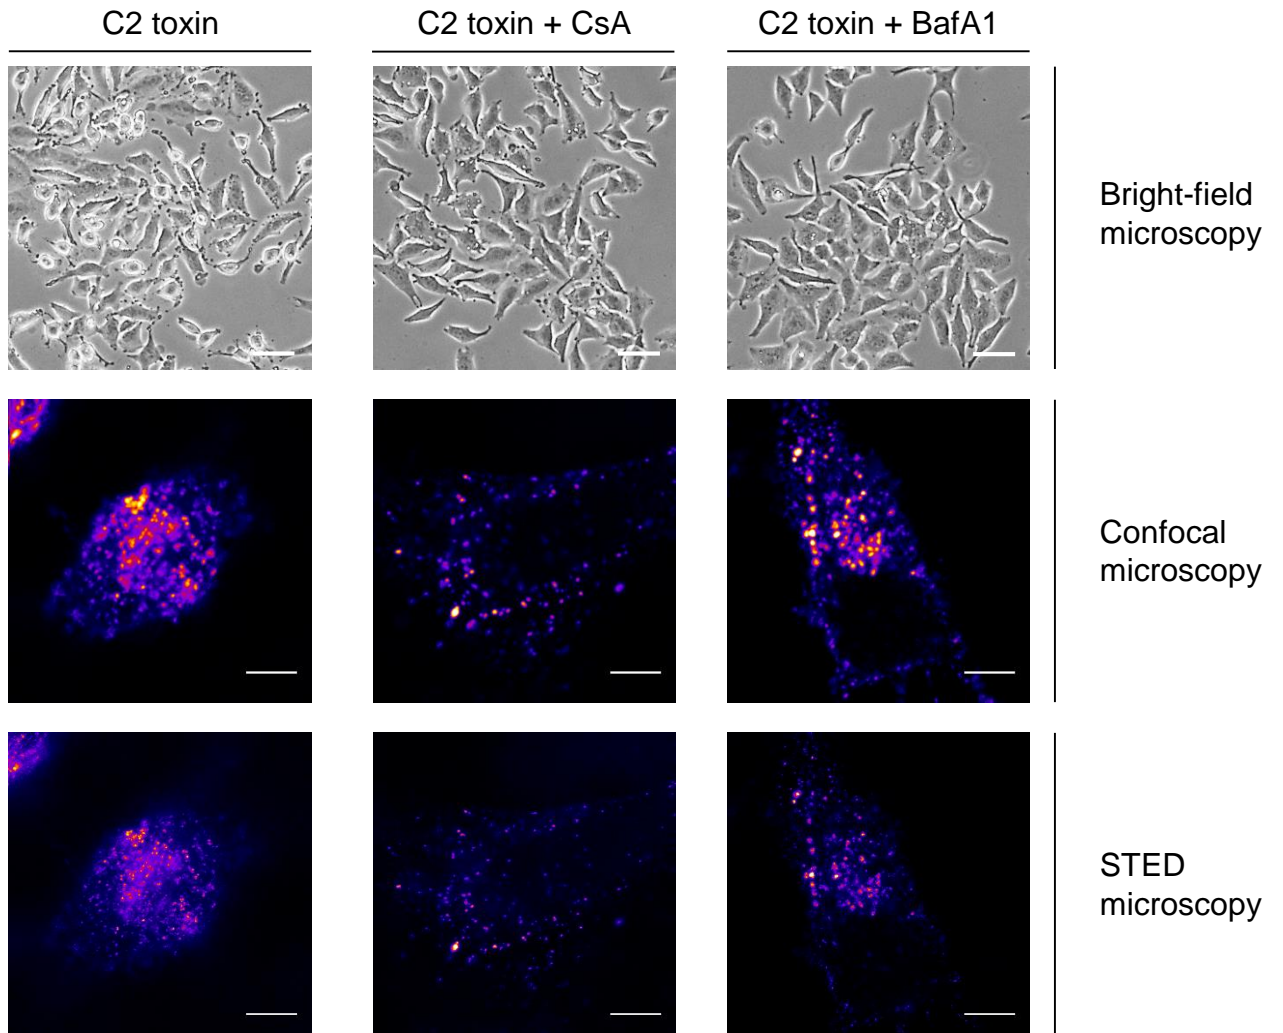 C2 toxin
C2 toxin + CsA
C2 toxin + BafA1
Bright-field
microscopy
Confocal
microscopy
STED
microscopy